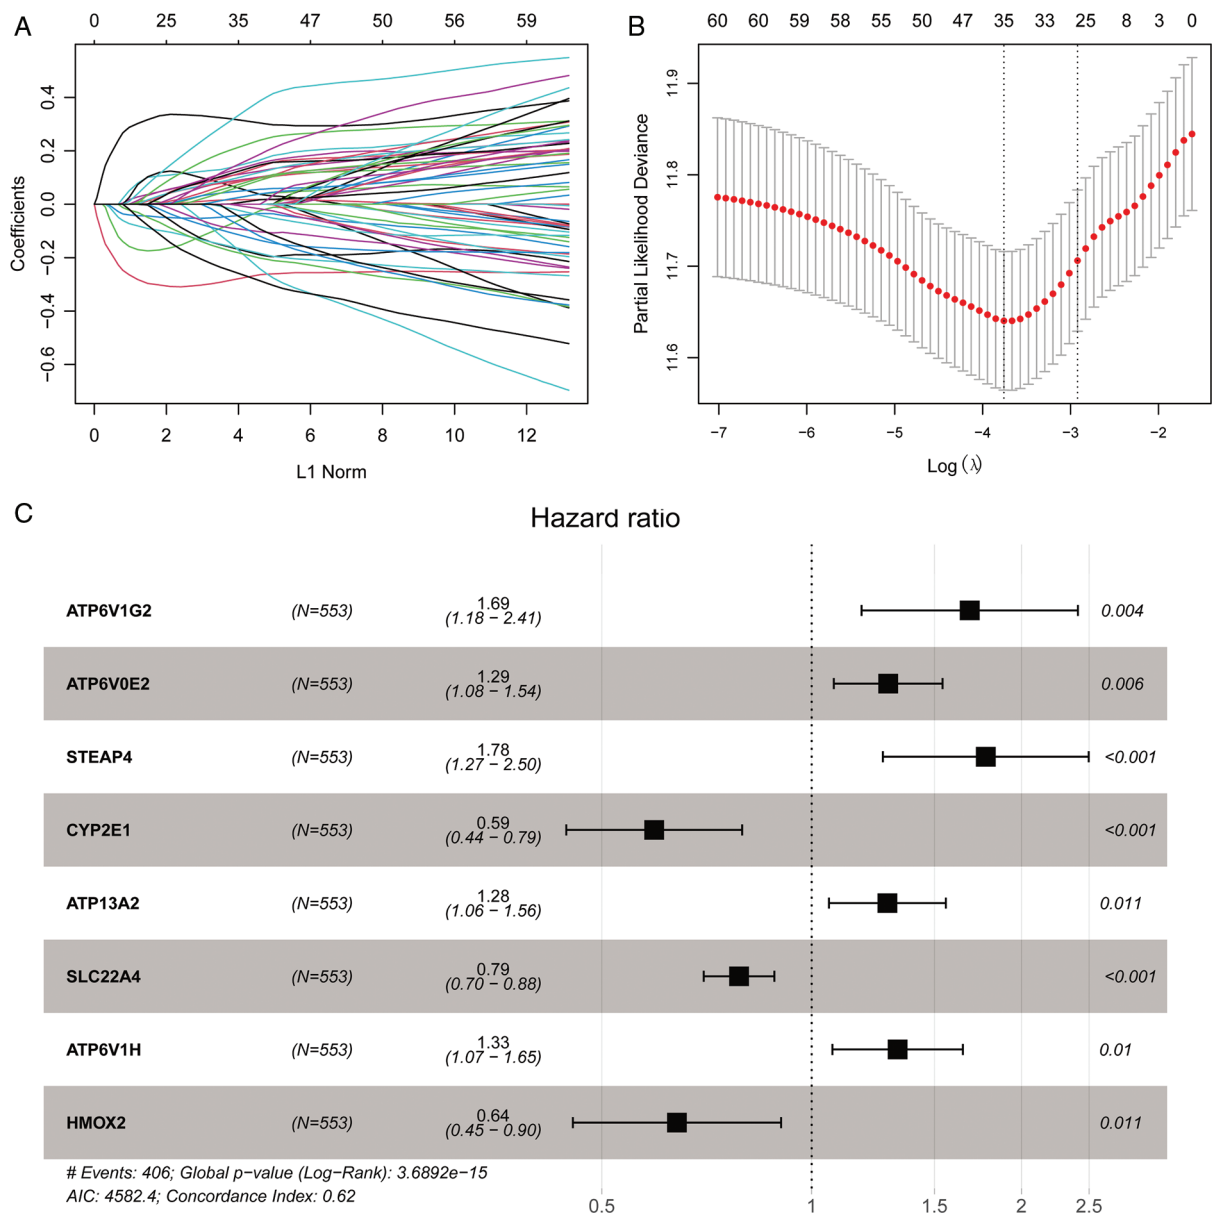 A
0 25 35 47 50 56 59
Coefficients
0.4
0.2
0.0
−0.2
−0.4
−0.6
0 2 4 6 8 10 12
L1 Norm
B
60 60 59 58 55 50 47 35 33 25 8 3 0
Partial Likelihood Deviance
11.9
11.8
11.7
11.6
−7 −6 −5 −4 −3 −2
Log (λ)
C
Hazard ratio
ATP6V1G2 (N=553) 1.69 0.004
(1.18 − 2.41)
ATP6V0E2 (N=553) 1.29 0.006
(1.08 − 1.54)
STEAP4 (N=553) 1.78 <0.001
(1.27 − 2.50)
CYP2E1 (N=553) 0.59 <0.001
(0.44 − 0.79)
ATP13A2 (N=553) 1.28 0.011
(1.06 − 1.56)
SLC22A4 (N=553) 0.79 <0.001
(0.70 − 0.88)
ATP6V1H (N=553) 1.33 0.01
(1.07 − 1.65)
HMOX2 (N=553) 0.64 0.011
(0.45 − 0.90)
# Events: 406; Global p−value (Log−Rank): 3.6892e−15
AIC: 4582.4; Concordance Index: 0.62
0.5 1 1.5 2 2.5